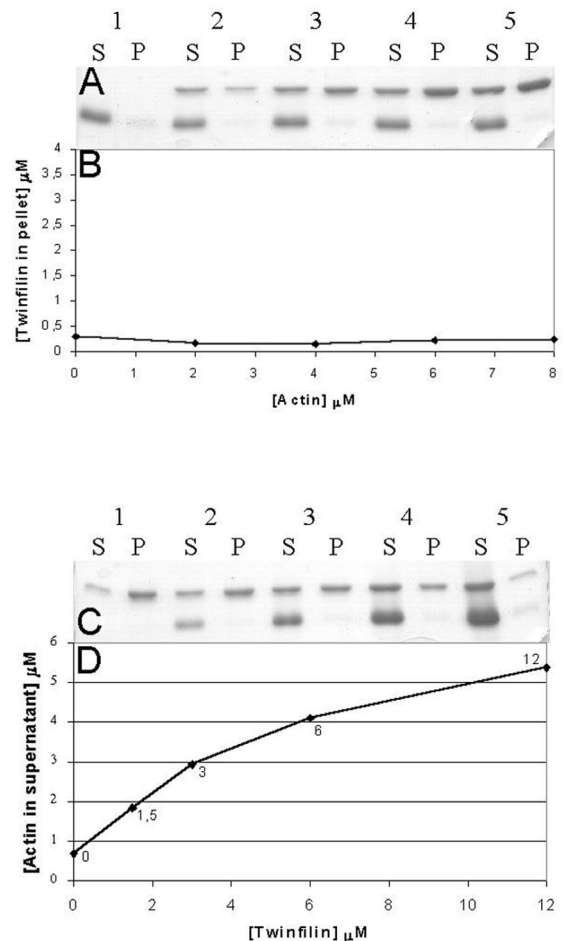 1 2 3 4 5
S P S P S P S P S P
A
B
[Twinfilin in pellet] μM
4
3,5
3
2,5
2
1,5
1
0,5
0
0 1 2 3 4 5 6 7 8
[Actin] μM
1 2 3 4 5
S P S P S P S P S P
C
D
[Actin in supernatant] μM
6
5
4
3
2
1
0
12
6
3
1,5
0
0 2 4 6 8 10 12
[Twinfilin] μM